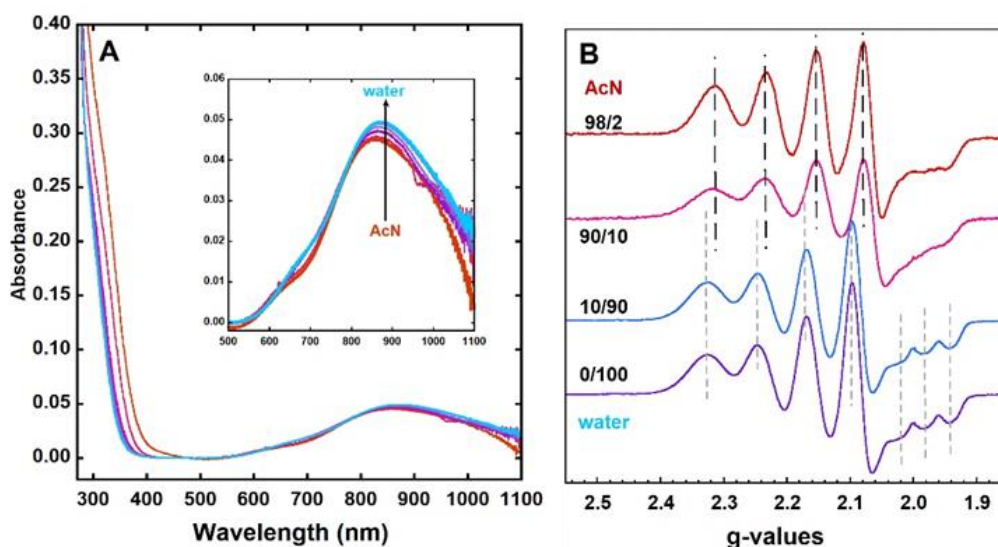 A
0.40
0.35
0.30
0.25
0.20
0.15
0.10
0.05
0.00
Absorbance
300 400 500 600 700 800 900 1000 1100
Wavelength (nm)
0.06
0.05
0.04
0.03
0.02
0.01
0.00
500 600 700 800 900 1000 1100
water
AcN
B
AcN
98/2
90/10
10/90
0/100
water
2.5 2.4 2.3 2.2 2.1 2.0 1.9
g-values